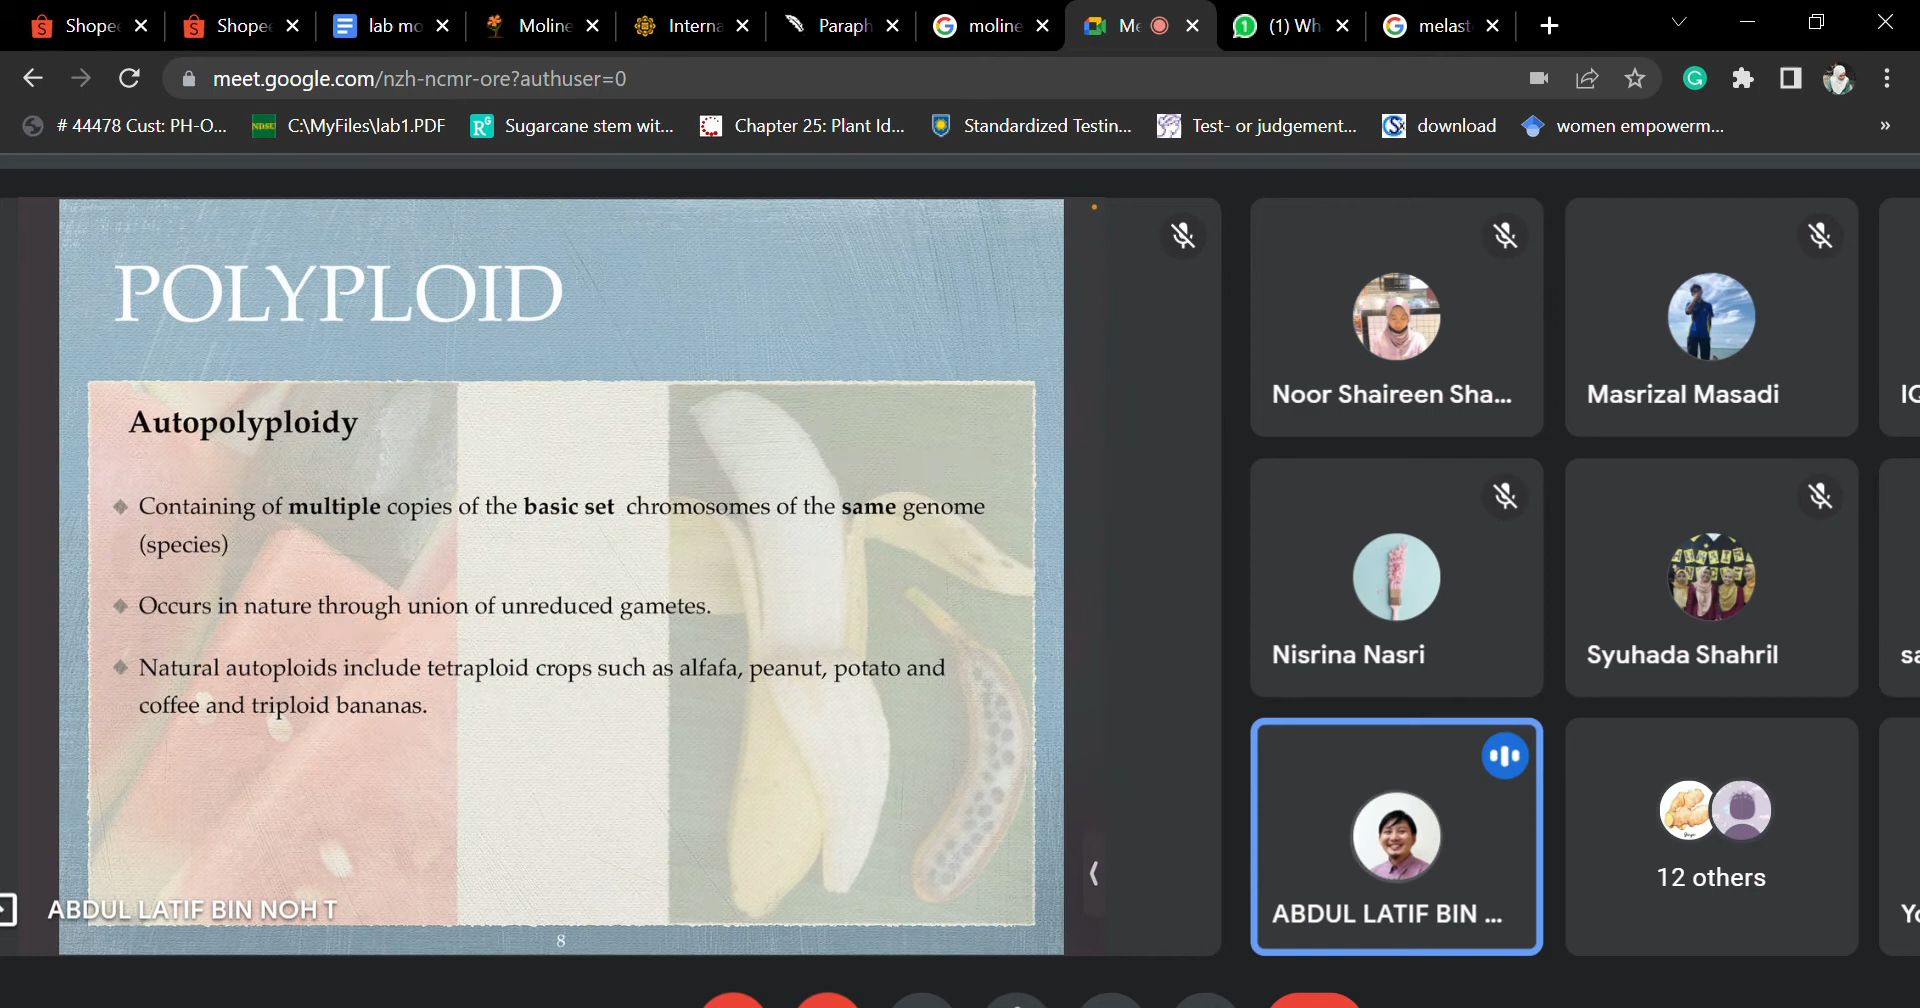 Shope
Shope
lab mo
Moline
Interna
Paraph
moline
Me
(1) Wh
melast
meet.google.com/nzh-ncmr-ore?authuser=0
# 44478 Cust: PH-O...
C:\MyFiles\lab1.PDF
Sugarcane stem wit...
Chapter 25: Plant Id...
Standardized Testin...
Test- or judgement...
download
women empowerm...
»
POLYPLOID
Autopolyploidy
Containing of multiple copies of the basic set chromosomes of the same genome
(species)
Occurs in nature through union of unreduced gametes.
Natural autoploids include tetraploid crops such as alfafa, peanut, potato and
coffee and triploid bananas.
8
ABDUL LATIF BIN NOH T
Noor Shaireen Sha...
Masrizal Masadi
IQ
Nisrina Nasri
Syuhada Shahril
sa
ABDUL LATIF BIN ...
12 others
Yo